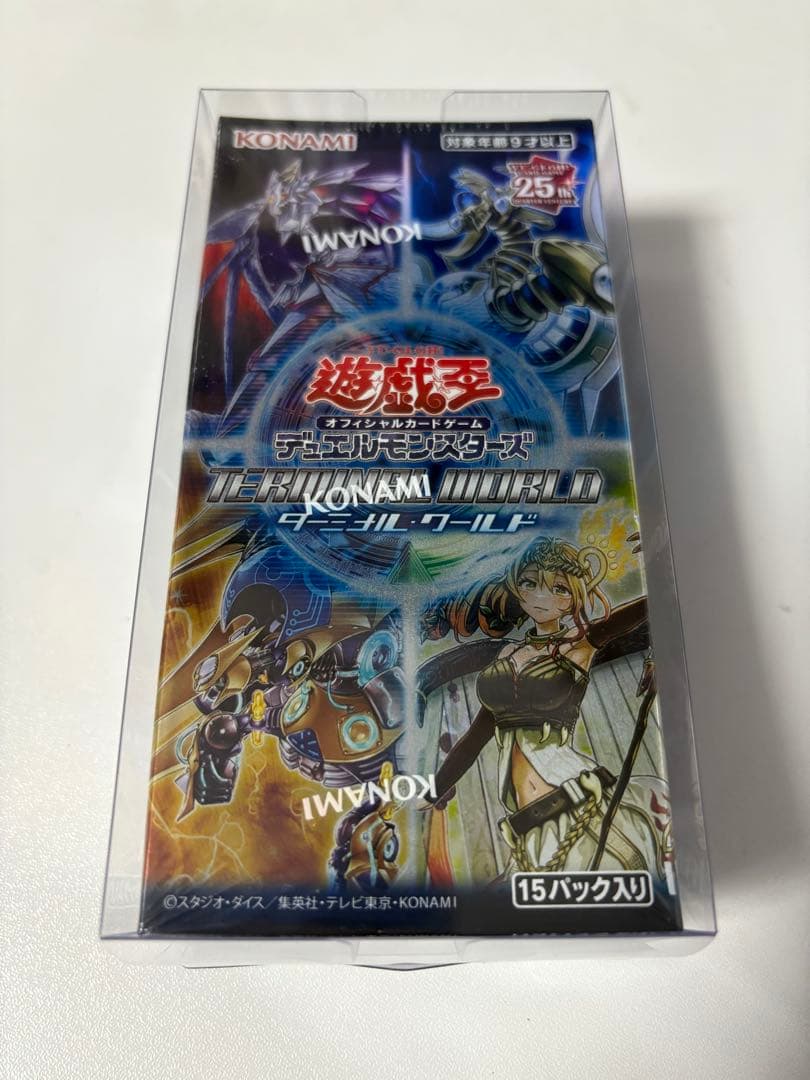 KONAMI
対象年齢9才以上
25th
KONAMI
遊戯王
オフィシャルカードゲーム
デュエルモンスターズ
TERMINAL WORLD
KONAMI
ターミナル・ワールド
KONAMI
15パック入り
©スタジオ・ダイス/集英社・テレビ東京・KONAMI